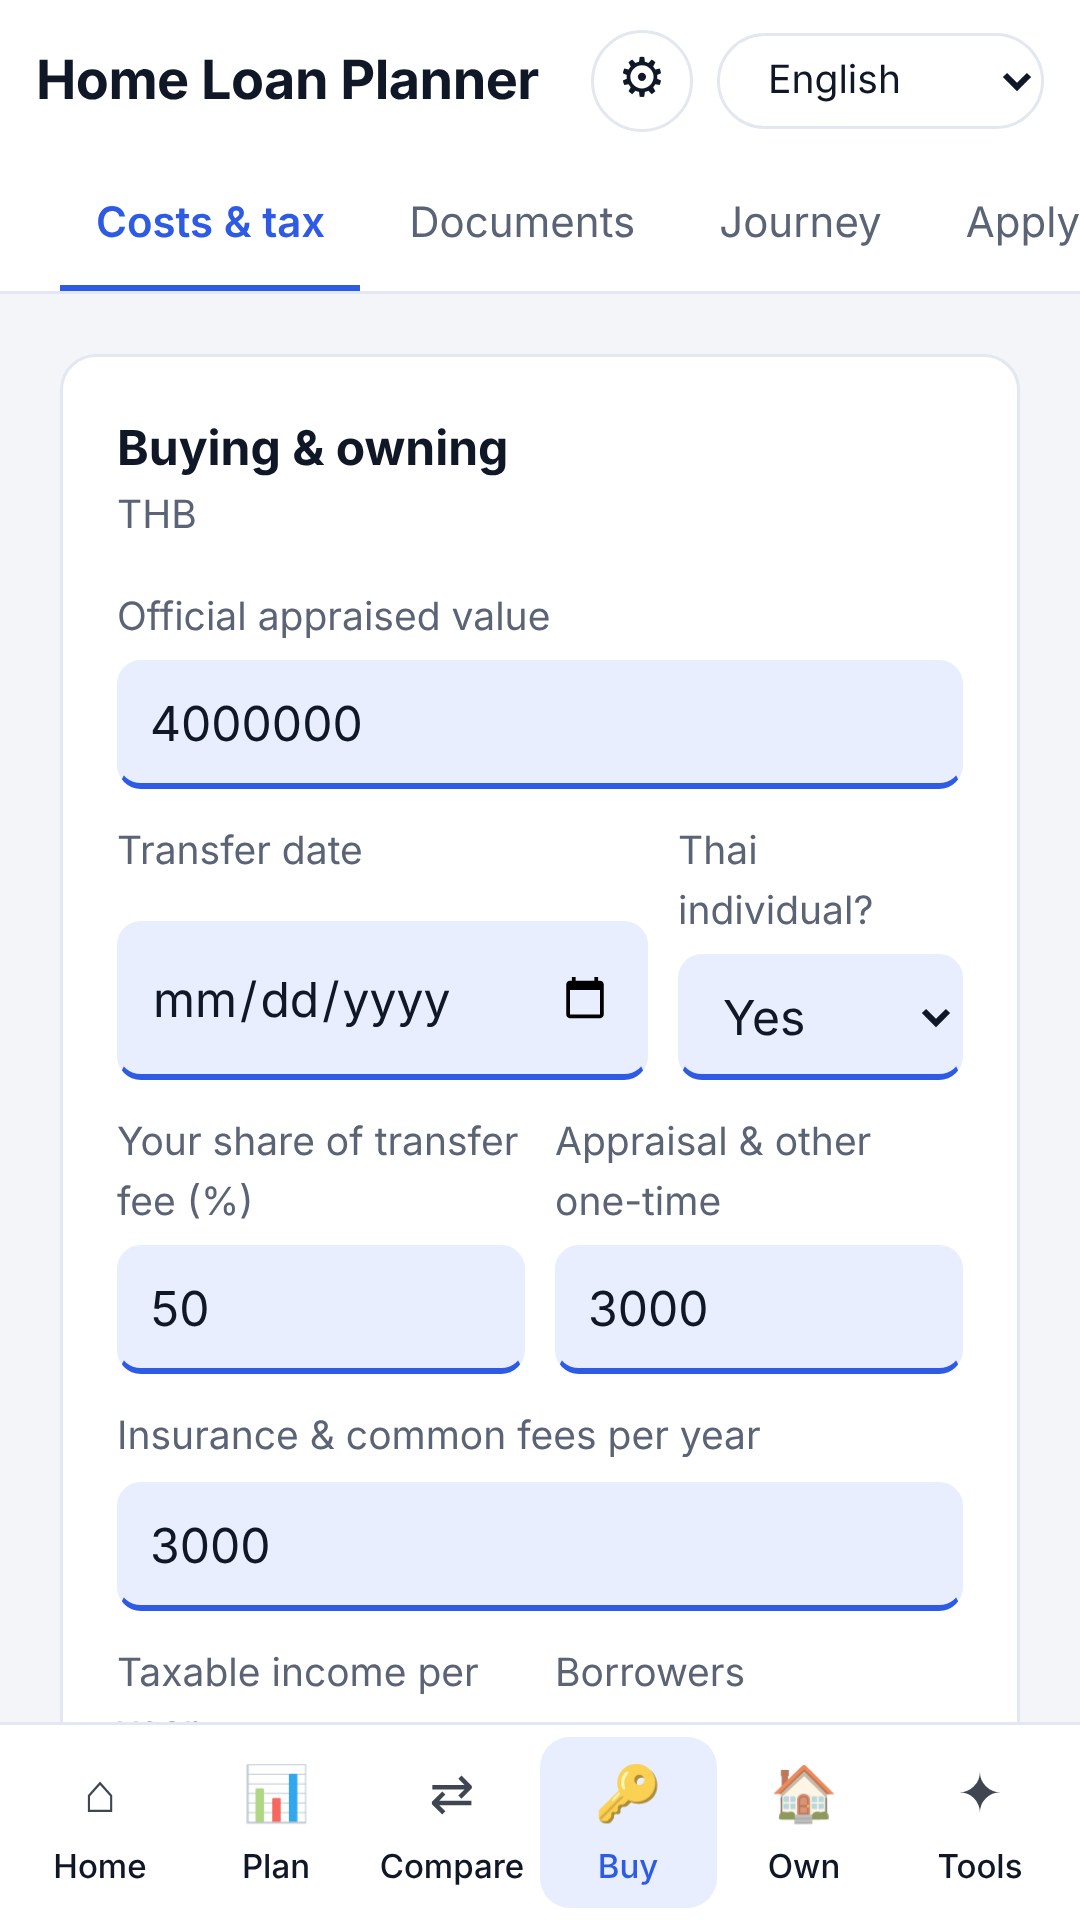 Home Loan Planner
English
Costs & tax
Documents
Journey
Apply
Buying & owning
THB
Official appraised value
4000000
Transfer date
mm/dd/yyyy
Thai
individual?
Yes
Your share of transfer
fee (%)
50
Appraisal & other
one-time
3000
Insurance & common fees per year
3000
Taxable income per
Borrowers
Home
Plan
Compare
Buy
Own
Tools